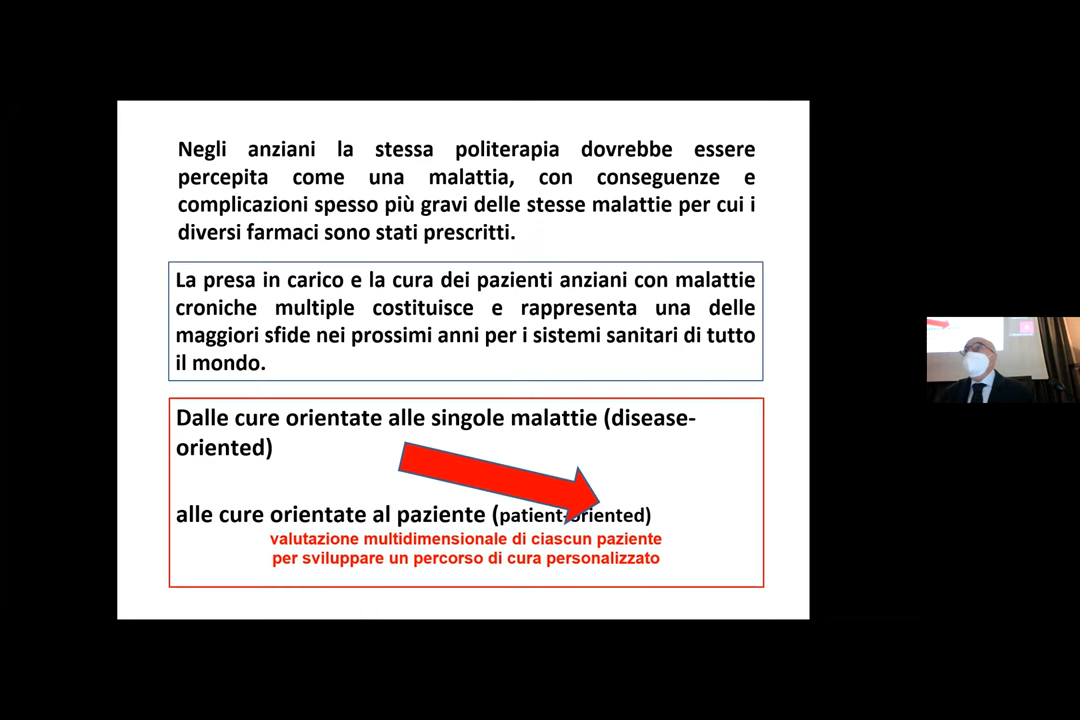 Negli anziani la stessa politerapia dovrebbe essere
percepita come una malattia, con conseguenze e
complicazioni spesso più gravi delle stesse malattie per cui i
diversi farmaci sono stati prescritti.
La presa in carico e la cura dei pazienti anziani con malattie
croniche multiple costituisce e rappresenta una delle
maggiori sfide nei prossimi anni per i sistemi sanitari di tutto
il mondo.
Dalle cure orientate alle singole malattie (disease-
oriented)
alle cure orientate al paziente (patient-oriented)
valutazione multidimensionale di ciascun paziente
per sviluppare un percorso di cura personalizzato